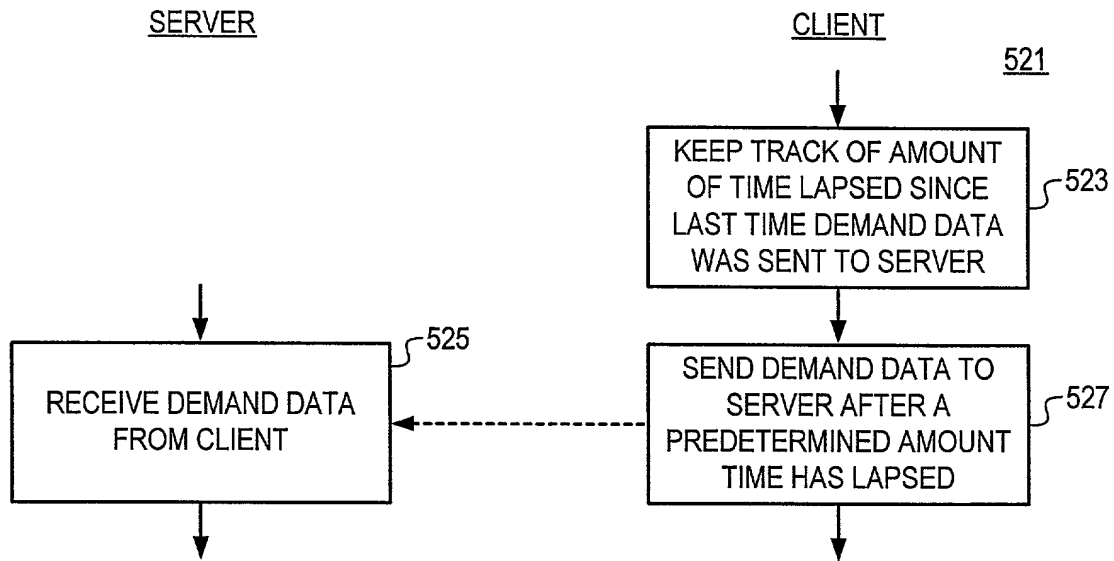 SERVER
CLIENT
521
KEEP TRACK OF AMOUNT
OF TIME LAPSED SINCE
LAST TIME DEMAND DATA
WAS SENT TO SERVER
523
525
RECEIVE DEMAND DATA
FROM CLIENT
SEND DEMAND DATA TO
SERVER AFTER A
PREDETERMINED AMOUNT
TIME HAS LAPSED
527